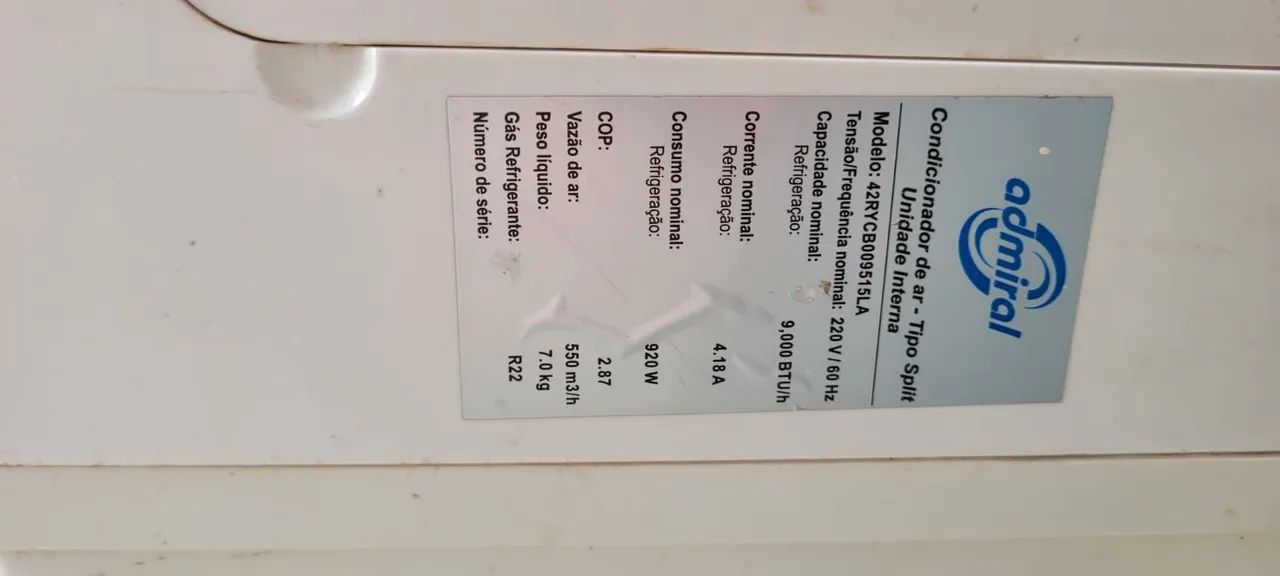 admiral
Condicionador de ar - Tipo Split
Unidade Interna
Modelo: 42RYCB009515LA
Tensão/Frequência nominal: 220 V / 60 Hz
Capacidade nominal:
Refrigeração: 9,000 BTU/h
Corrente nominal:
Refrigeração: 4.18 A
Consumo nominal:
Refrigeração: 920 W
COP: 2.87
Vazão de ar: 550 m3/h
Peso líquido: 7.0 kg
Gás Refrigerante: R22
Número de série: